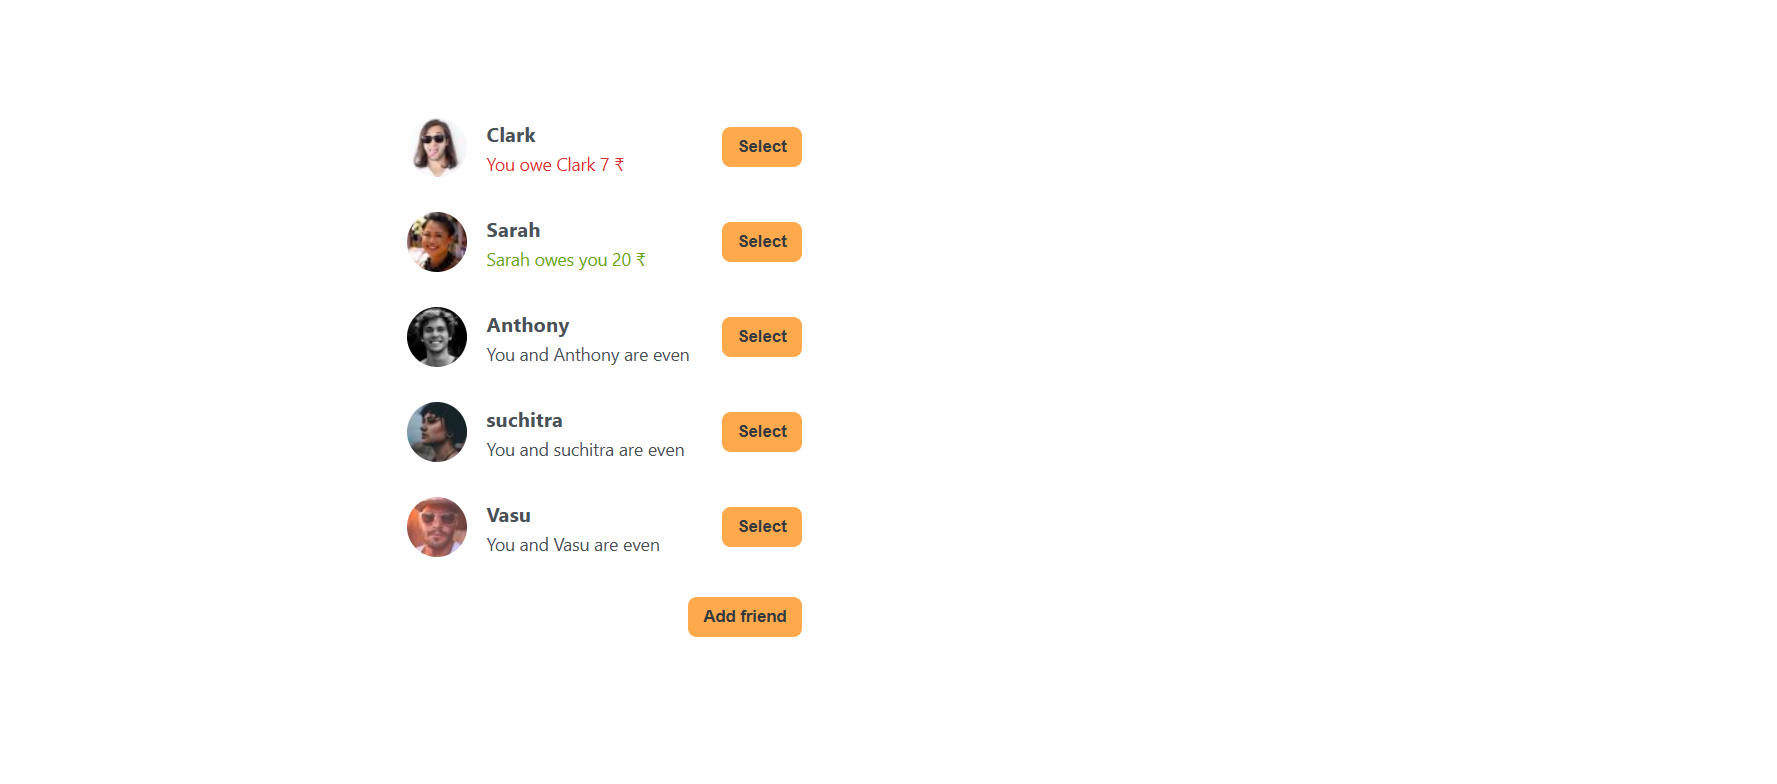 Clark
You owe Clark 7 ₹
Select
Sarah
Sarah owes you 20 ₹
Select
Anthony
You and Anthony are even
Select
suchitra
You and suchitra are even
Select
Vasu
You and Vasu are even
Select
Add friend